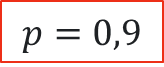 p = 0,9